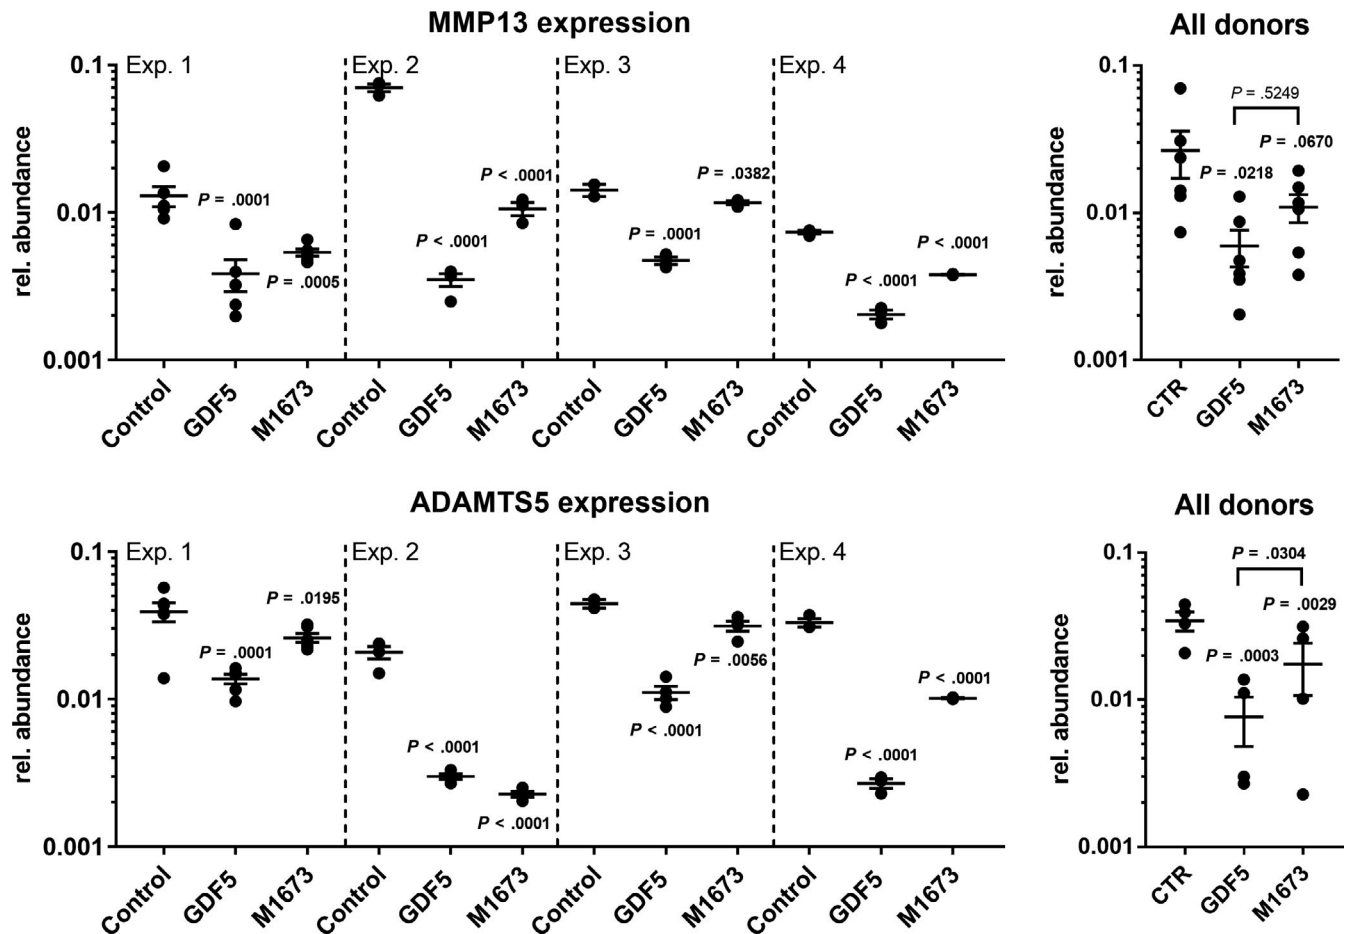 MMP13 expression
rel. abundance
0.1
0.01
0.001
Exp. 1
Exp. 2
Exp. 3
Exp. 4
P = .0001
P = .0005
P < .0001
P < .0001
P = .0001
P = .0382
P < .0001
P < .0001
Control
GDF5
M1673
Control
GDF5
M1673
Control
GDF5
M1673
Control
GDF5
M1673
All donors
rel. abundance
0.1
0.01
0.001
P = .5249
P = .0218
P = .0670
CTR
GDF5
M1673
ADAMTS5 expression
rel. abundance
0.1
0.01
0.001
Exp. 1
Exp. 2
Exp. 3
Exp. 4
P = .0001
P = .0195
P < .0001
P < .0001
P < .0001
P = .0056
P < .0001
P < .0001
Control
GDF5
M1673
Control
GDF5
M1673
Control
GDF5
M1673
Control
GDF5
M1673
All donors
rel. abundance
0.1
0.01
0.001
P = .0304
P = .0003
P = .0029
CTR
GDF5
M1673